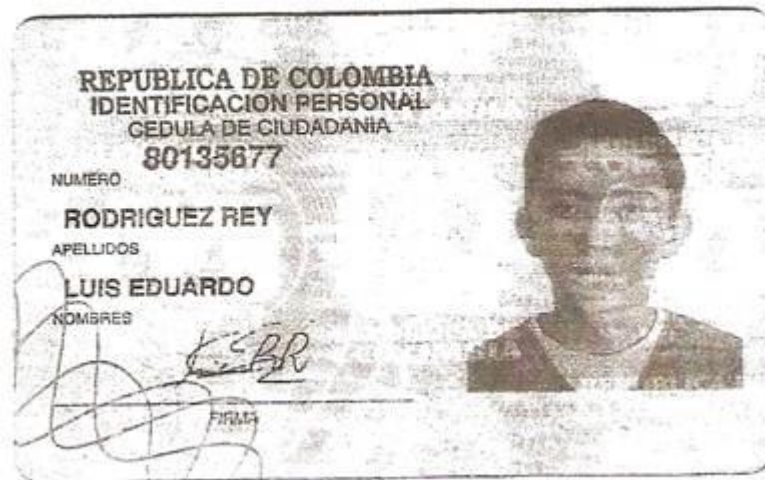 REPUBLICA DE COLOMBIA
IDENTIFICACION PERSONAL
CEDULA DE CIUDADANIA
80135677
NUMERO
RODRIGUEZ REY
APELLIDOS
LUIS EDUARDO
NOMBRES
FIRMA